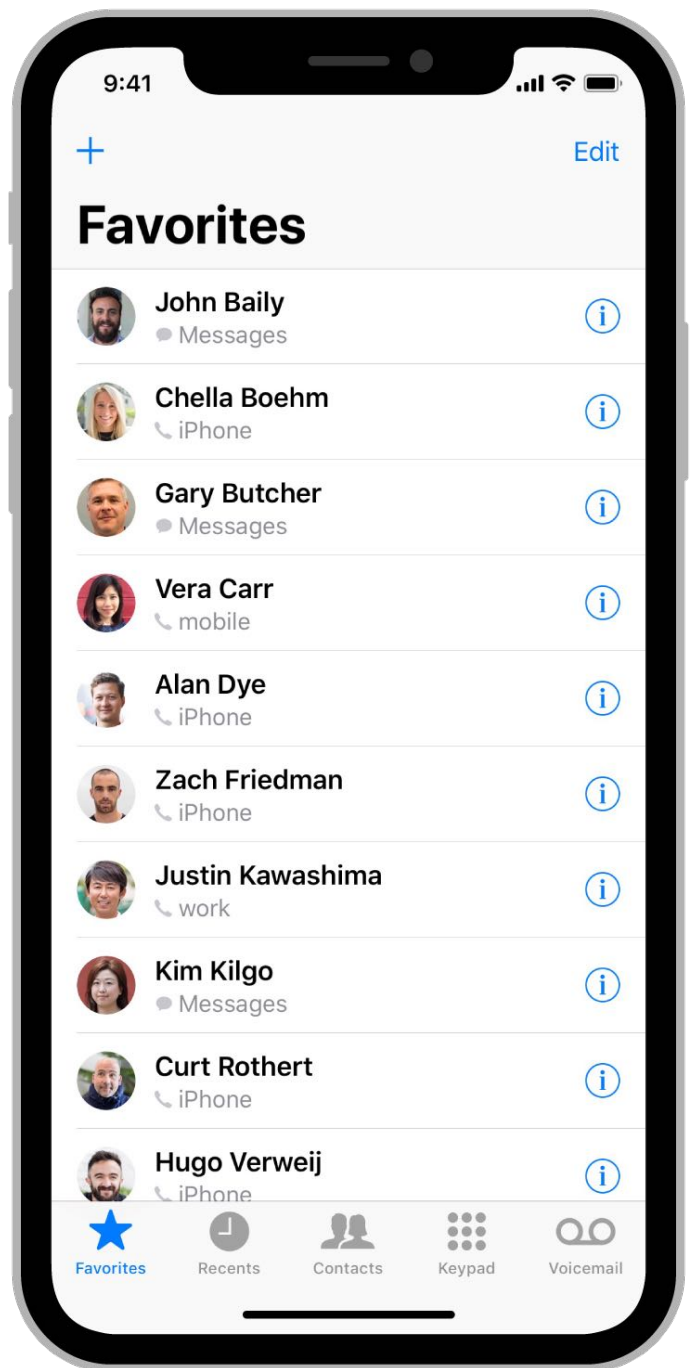 9:41
Edit
Favorites
John Baily
Messages
Chella Boehm
iPhone
Gary Butcher
Messages
Vera Carr
mobile
Alan Dye
iPhone
Zach Friedman
iPhone
Justin Kawashima
work
Kim Kilgo
Messages
Curt Rothert
iPhone
Hugo Verweij
iPhone
Favorites Recents Contacts Keypad Voicemail